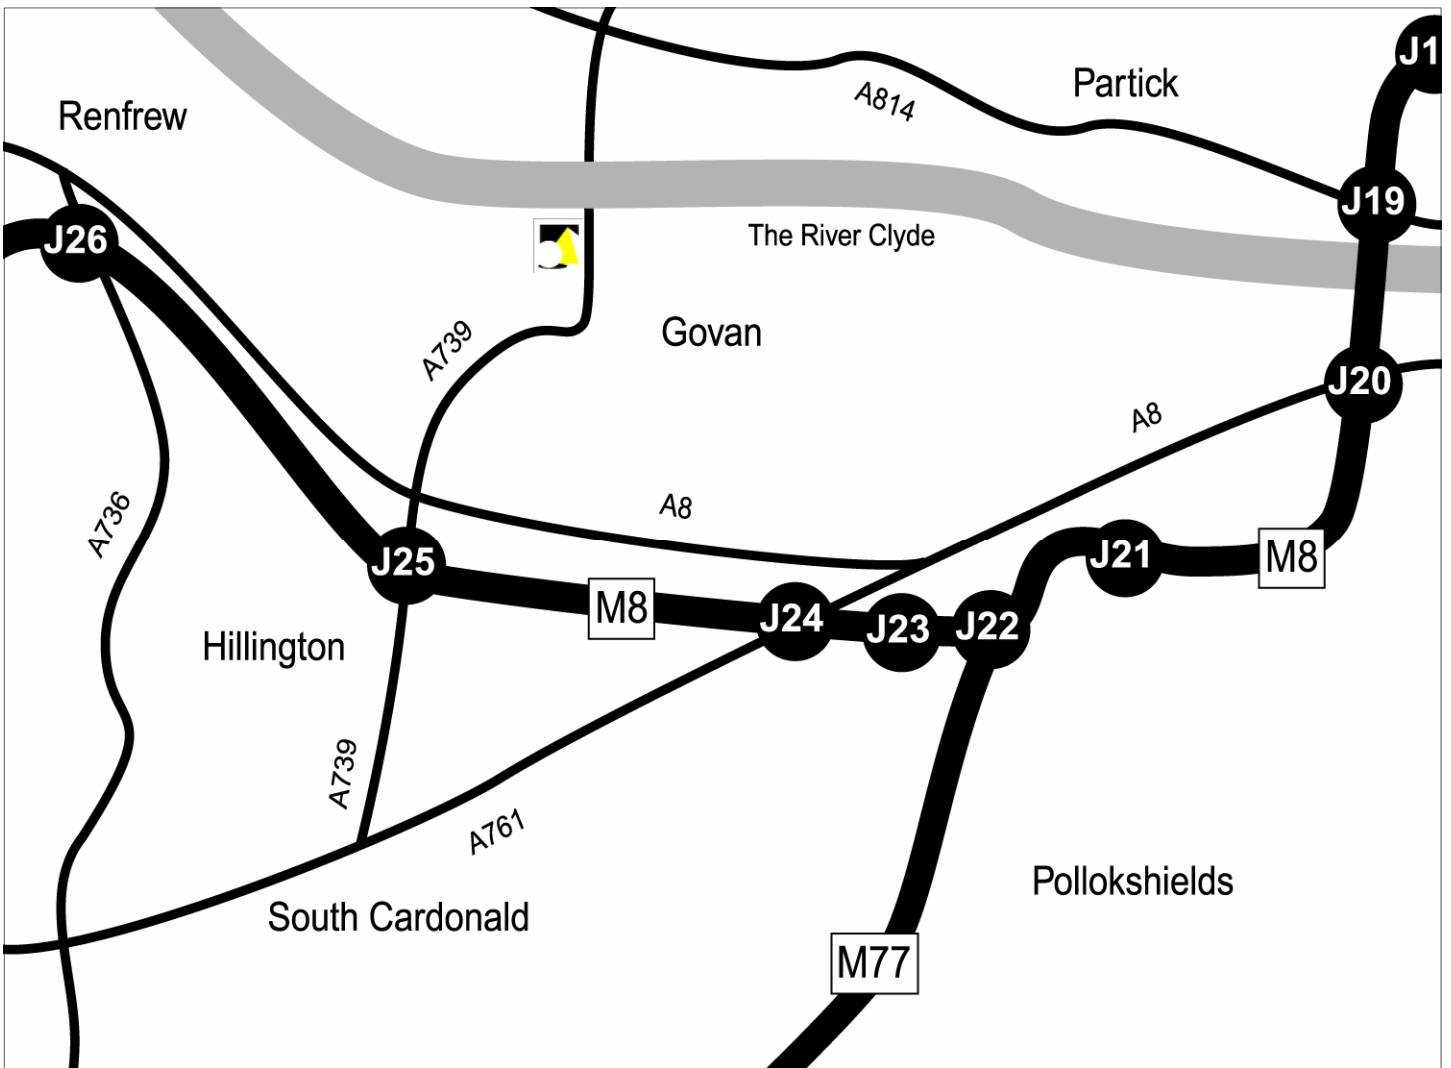 J1
Partick
A814
Renfrew
J19
The River Clyde
J26
Govan
A739
J20
A8
A8
A736
J21
M8
J25
M8
J24
J23
J22
Hillington
A739
A761
Pollokshields
South Cardonald
M77